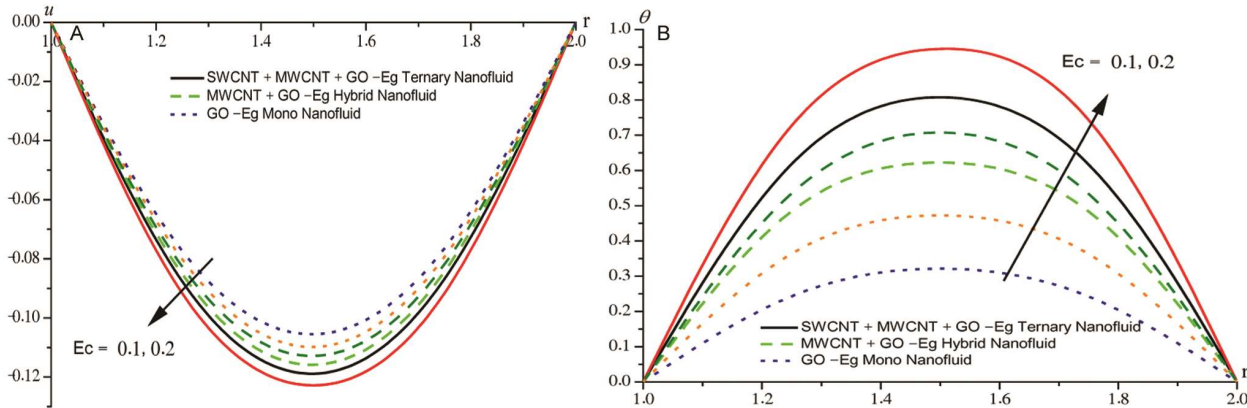 u
A
r
0.00
-0.02
-0.04
-0.06
-0.08
-0.10
-0.12
1.0
1.2
1.4
1.6
1.8
2.0
SWCNT + MWCNT + GO –Eg Ternary Nanofluid
MWCNT + GO –Eg Hybrid Nanofluid
GO –Eg Mono Nanofluid
Ec = 0.1, 0.2
θ
B
1.0
0.9
0.8
0.7
0.6
0.5
0.4
0.3
0.2
0.1
0.0
Ec = 0.1, 0.2
SWCNT + MWCNT + GO –Eg Ternary Nanofluid
MWCNT + GO –Eg Hybrid Nanofluid
GO –Eg Mono Nanofluid
r
1.0
1.2
1.4
1.6
1.8
2.0